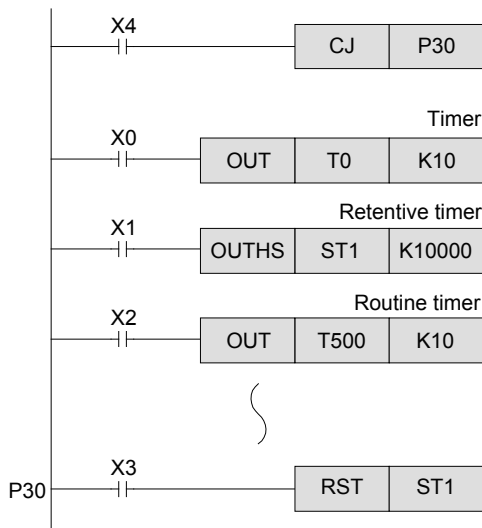 X4
CJ P30
Timer
X0
OUT T0 K10
Retentive timer
X1
OUTHS ST1 K10000
Routine timer
X2
OUT T500 K10
X3
P30 RST ST1